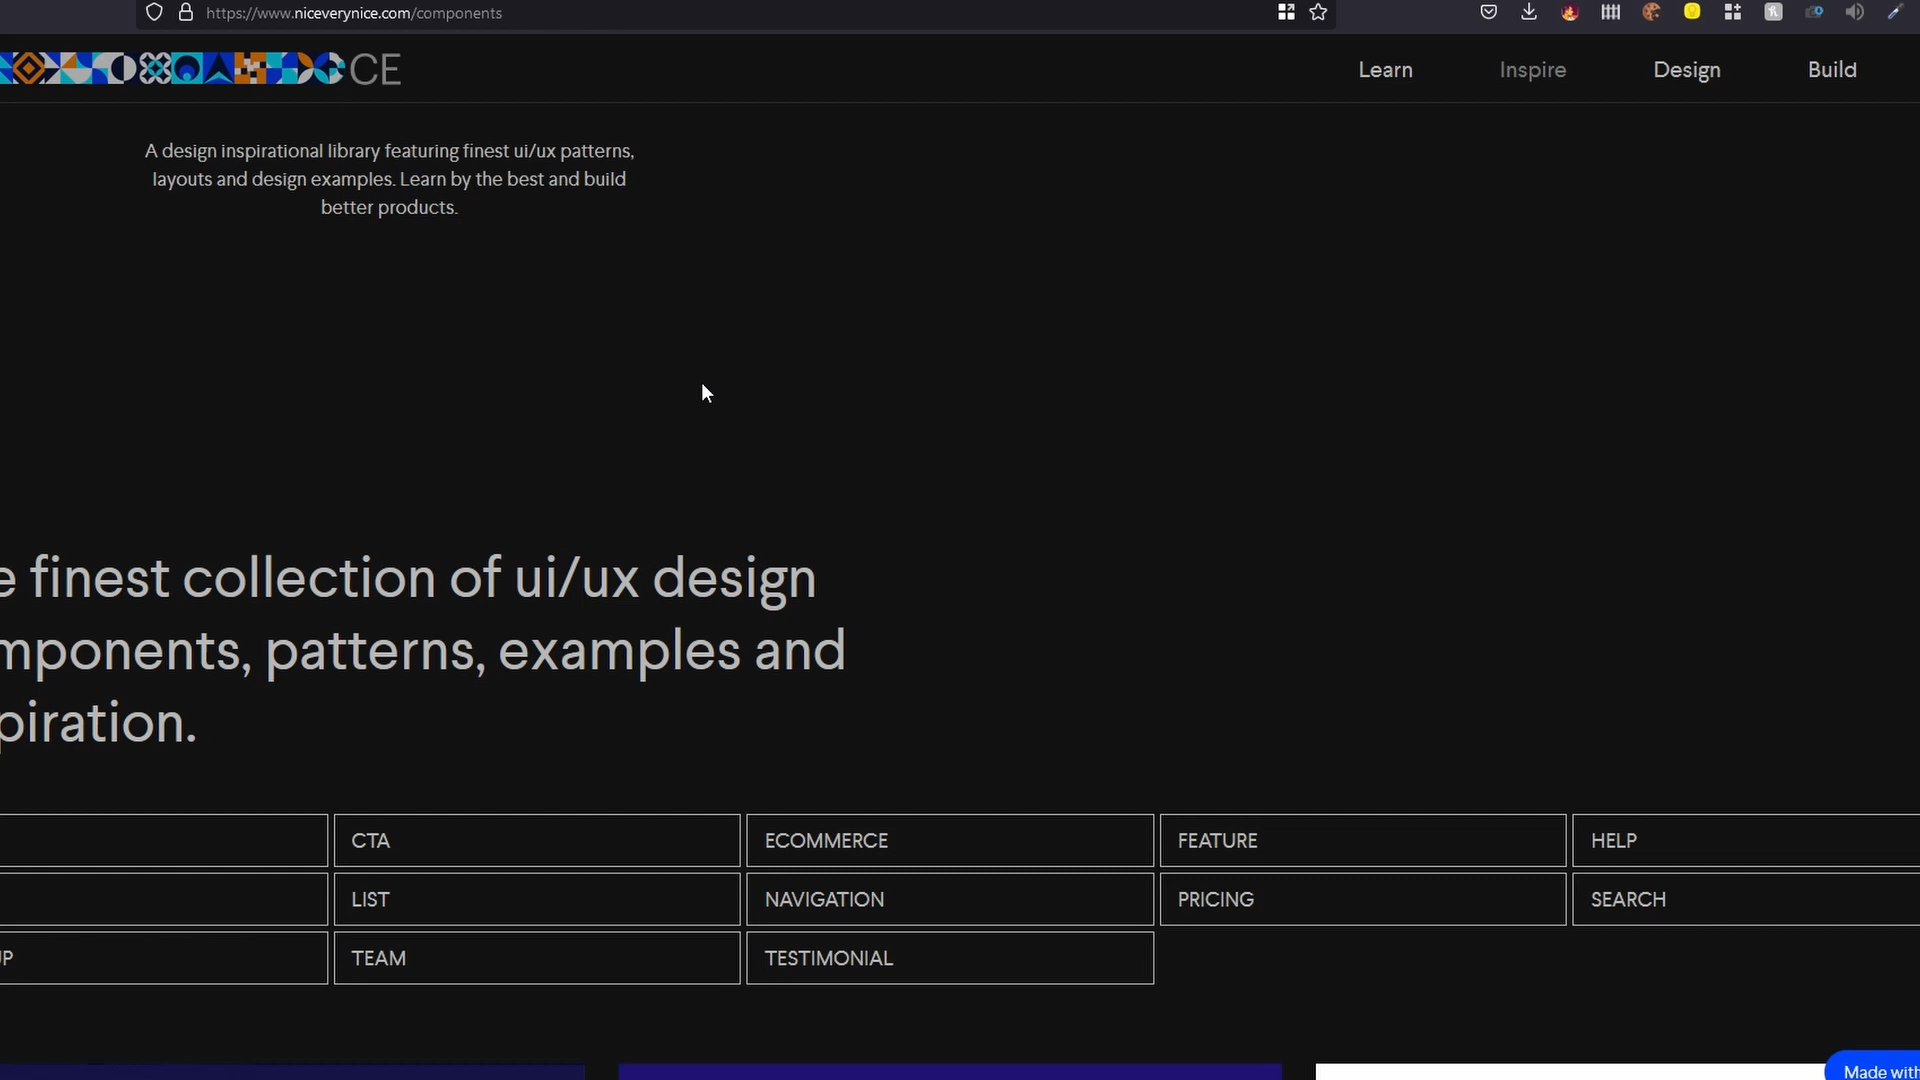 https://www.niceverynice.com/components
CE
Learn
Inspire
Design
Build
A design inspirational library featuring finest ui/ux patterns,
layouts and design examples. Learn by the best and build
better products.
e finest collection of ui/ux design
mponents, patterns, examples and
piration.
CTA
ECOMMERCE
FEATURE
HELP
LIST
NAVIGATION
PRICING
SEARCH
UP
TEAM
TESTIMONIAL
Made with